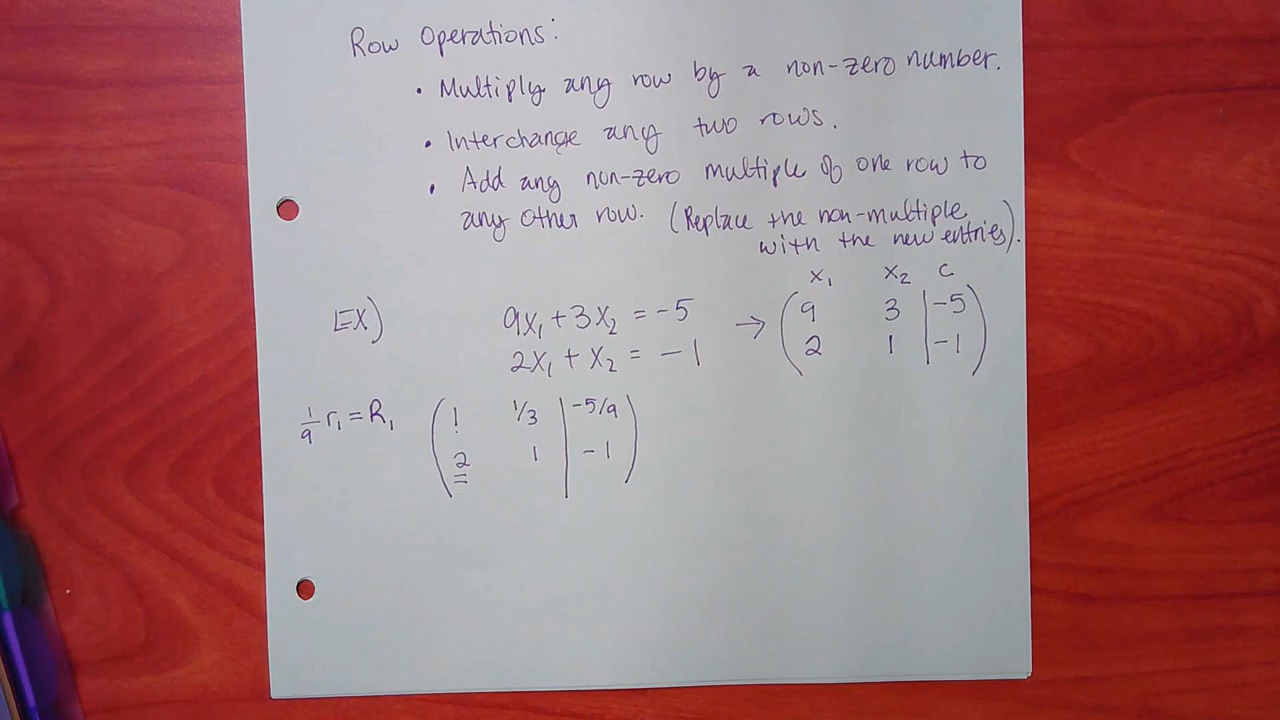 Row Operations:
• Multiply any row by a non-zero number.
• Interchange any two rows.
• Add any non-zero multiple of one row to
any other row. (Replace the non-multiple
with the new entries).
x₁ x₂ c
EX) 9x₁ + 3x₂ = -5 → ( 9 3 | -5 )
2x₁ + x₂ = -1 ( 2 1 | -1 )
1/9 r₁ = R₁ ( 1 1/3 | -5/9 )
( 2 1 | -1 )